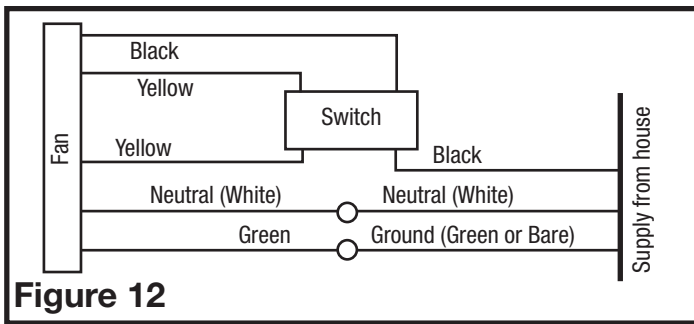 Black
Yellow
Switch
Fan
Yellow
Black
Supply from house
Neutral (White)
Neutral (White)
Green
Ground (Green or Bare)
Figure 12